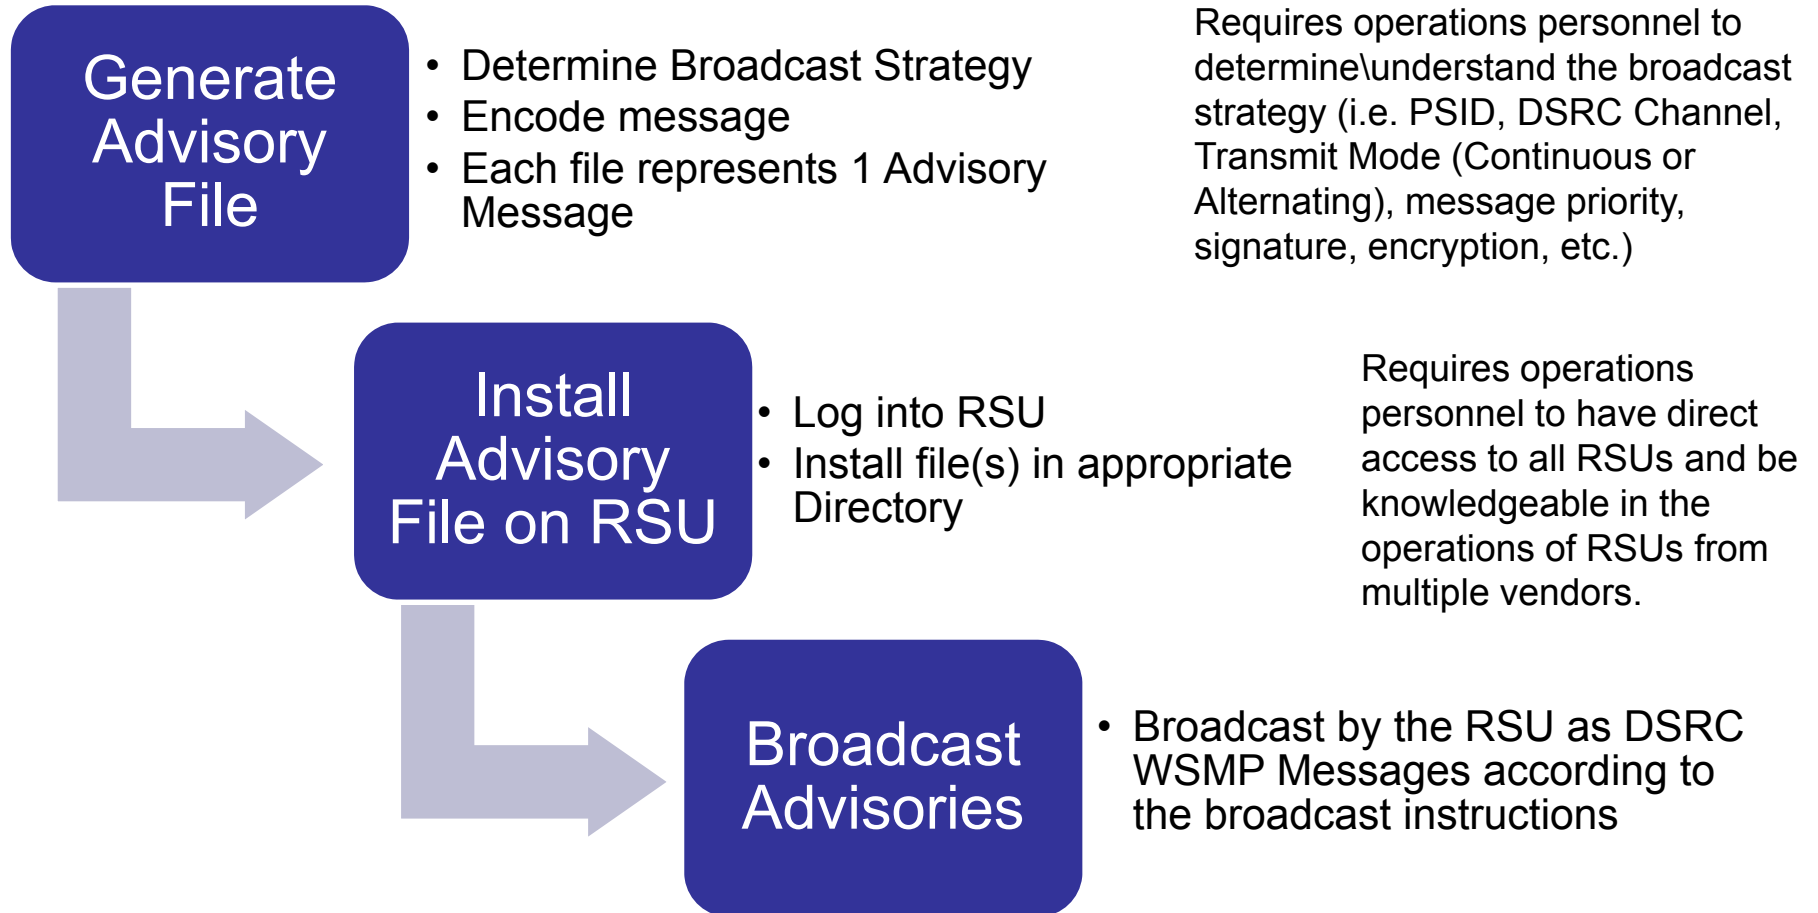 Generate
Advisory
File
• Determine Broadcast Strategy
• Encode message
• Each file represents 1 Advisory
Message
Requires operations personnel to
determine\understand the broadcast
strategy (i.e. PSID, DSRC Channel,
Transmit Mode (Continuous or
Alternating), message priority,
signature, encryption, etc.)
Install
Advisory
File on RSU
• Log into RSU
• Install file(s) in appropriate
Directory
Requires operations
personnel to have direct
access to all RSUs and be
knowledgeable in the
operations of RSUs from
multiple vendors.
Broadcast
Advisories
• Broadcast by the RSU as DSRC
WSMP Messages according to
the broadcast instructions